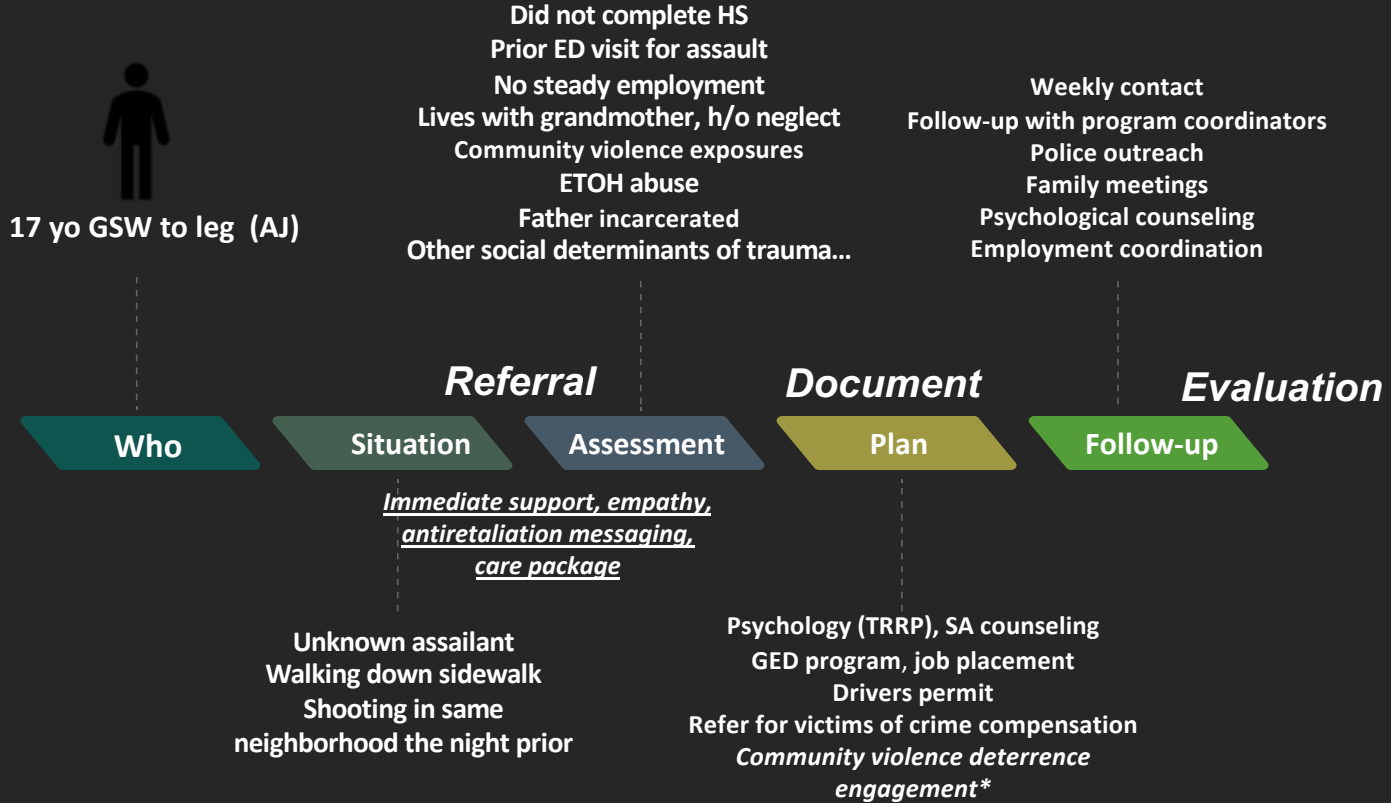 Did not complete HS
Prior ED visit for assault
No steady employment
Lives with grandmother, h/o neglect
Community violence exposures
ETOH abuse
Father incarcerated
Other social determinants of trauma…
Weekly contact
Follow-up with program coordinators
Police outreach
Family meetings
Psychological counseling
Employment coordination
17 yo GSW to leg (AJ)
Referral
Document
Evaluation
Who
Situation
Assessment
Plan
Follow-up
Immediate support, empathy,
antiretaliation messaging,
care package
Unknown assailant
Walking down sidewalk
Shooting in same
neighborhood the night prior
Psychology (TRRP), SA counseling
GED program, job placement
Drivers permit
Refer for victims of crime compensation
Community violence deterrence
engagement*